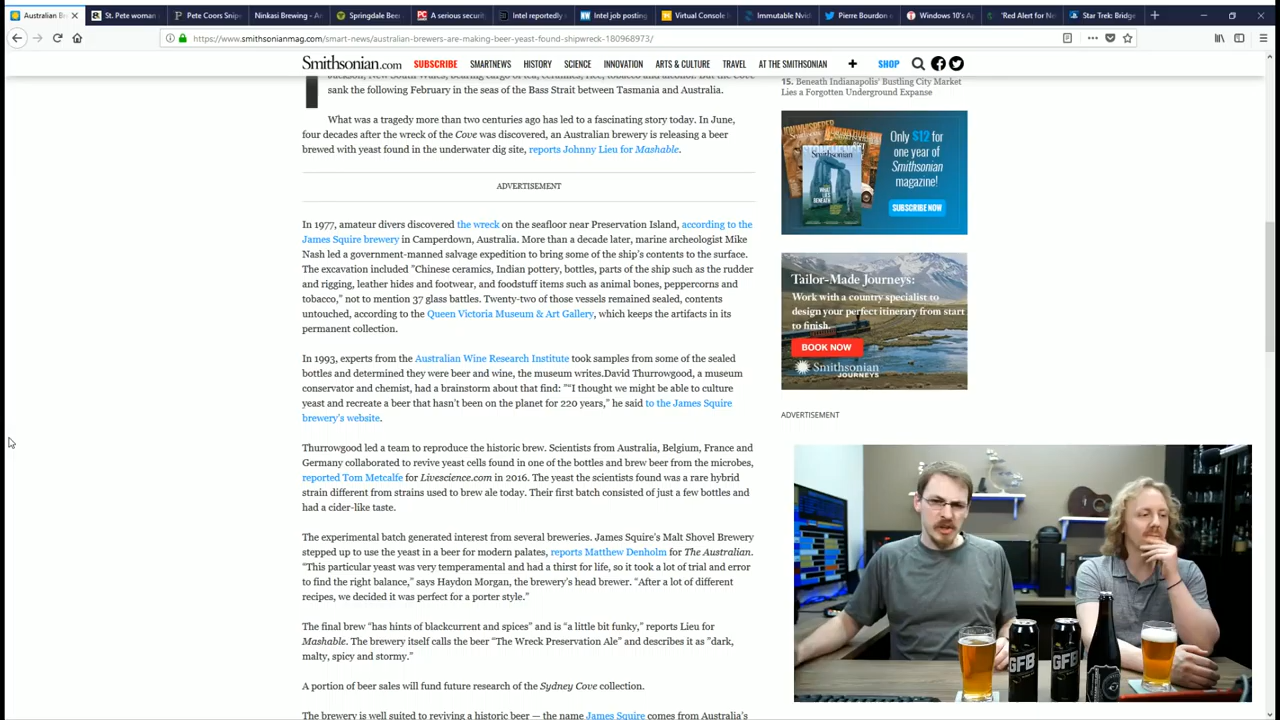 Australian Br
St. Pete woman
Pete Coors Snipe
Ninkasi Brewing - An
Springdale Beer
A serious securit
Intel reportedly
Intel job posting
Virtual Console
Immutable Nvid
Pierre Bourdon
Windows 10's A
'Red Alert for Ne
Star Trek: Bridge
https://www.smithsonianmag.com/smart-news/australian-brewers-are-making-beer-yeast-found-shipwreck-180968973/
Smithsonian.com SUBSCRIBE SMARTNEWS HISTORY SCIENCE INNOVATION ARTS & CULTURE TRAVEL AT THE SMITHSONIAN SHOP
Jackson, New South Wales, bearing cargo of tea, ceramics, rice, tobacco and alcohol. But the Cove
sank the following February in the seas of the Bass Strait between Tasmania and Australia.
What was a tragedy more than two centuries ago has led to a fascinating story today. In June,
four decades after the wreck of the Cove was discovered, an Australian brewery is releasing a beer
brewed with yeast found in the underwater dig site, reports Johnny Lieu for Mashable.
ADVERTISEMENT
In 1977, amateur divers discovered the wreck on the seafloor near Preservation Island, according to the
James Squire brewery in Camperdown, Australia. More than a decade later, marine archeologist Mike
Nash led a government-manned salvage expedition to bring some of the ship's contents to the surface.
The excavation included "Chinese ceramics, Indian pottery, bottles, parts of the ship such as the rudder
and rigging, leather hides and footwear, and foodstuff items such as animal bones, peppercorns and
tobacco," not to mention 37 glass battles. Twenty-two of those vessels remained sealed, contents
untouched, according to the Queen Victoria Museum & Art Gallery, which keeps the artifacts in its
permanent collection.
In 1993, experts from the Australian Wine Research Institute took samples from some of the sealed
bottles and determined they were beer and wine, the museum writes.David Thurrowgood, a museum
conservator and chemist, had a brainstorm about that find: "“I thought we might be able to culture
yeast and recreate a beer that hasn’t been on the planet for 220 years,” he said to the James Squire
brewery’s website.
Thurrowgood led a team to reproduce the historic brew. Scientists from Australia, Belgium, France and
Germany collaborated to revive yeast cells found in one of the bottles and brew beer from the microbes,
reported Tom Metcalfe for Livescience.com in 2016. The yeast the scientists found was a rare hybrid
strain different from strains used to brew ale today. Their first batch consisted of just a few bottles and
had a cider-like taste.
The experimental batch generated interest from several breweries. James Squire’s Malt Shovel Brewery
stepped up to use the yeast in a beer for modern palates, reports Matthew Denholm for The Australian.
“This particular yeast was very temperamental and had a thirst for life, so it took a lot of trial and error
to find the right balance,” says Haydon Morgan, the brewery’s head brewer. “After a lot of different
recipes, we decided it was perfect for a porter style.”
The final brew “has hints of blackcurrent and spices” and is “a little bit funky,” reports Lieu for
Mashable. The brewery itself calls the beer “The Wreck Preservation Ale” and describes it as "dark,
malty, spicy and stormy.”
A portion of beer sales will fund future research of the Sydney Cove collection.
The brewery is well suited to reviving a historic beer — the name James Squire comes from Australia’s
15. Beneath Indianapolis' Bustling City Market
Lies a Forgotten Underground Expanse
Smithsonian
Only $12 for
one year of
Smithsonian
magazine!
SUBSCRIBE NOW
Tailor-Made Journeys:
Work with a country specialist to
design your perfect itinerary from start
to finish.
BOOK NOW
Smithsonian
JOURNEYS
ADVERTISEMENT
GFB
GFB